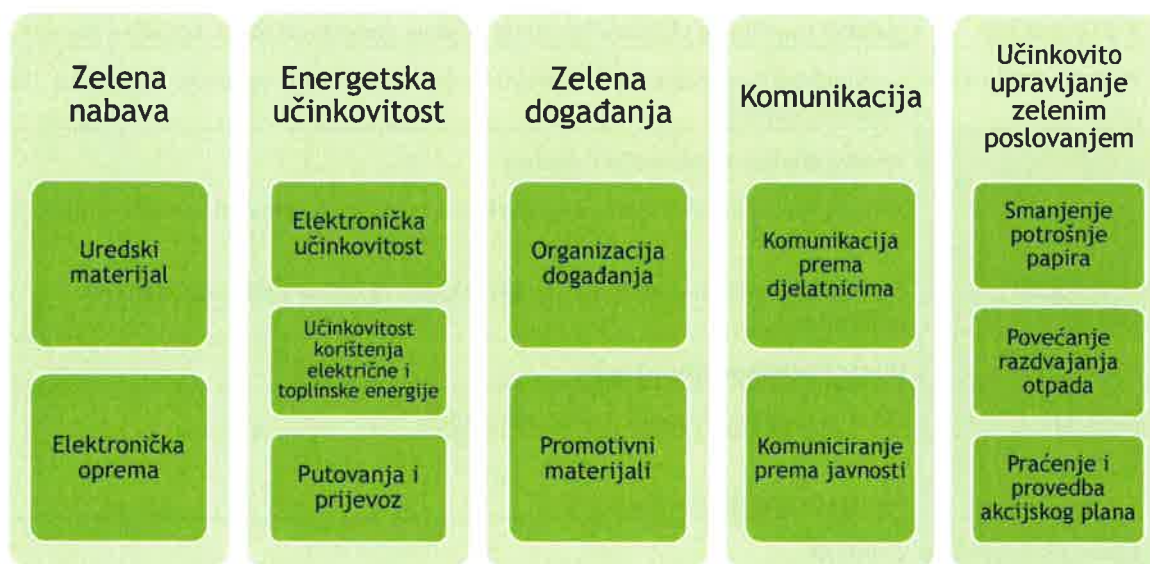 Zelena
nabava
Uredski
materijal
Elektronička
oprema
Energetska
učinkovitost
Elektronička
učinkovitost
Učinkovitost
korištenja
električne i
toplinske energije
Putovanja i
prijevoz
Zelena
događanja
Organizacija
događanja
Promotivni
materijali
Komunikacija
Komunikacija
prema
djelatnicima
Komuniciranje
prema javnosti
Učinkovito
upravljanje
zelenim
poslovanjem
Smanjenje
potrošnje
papira
Povećanje
razdvajanja
otpada
Praćenje i
provedba
akcijskog plana